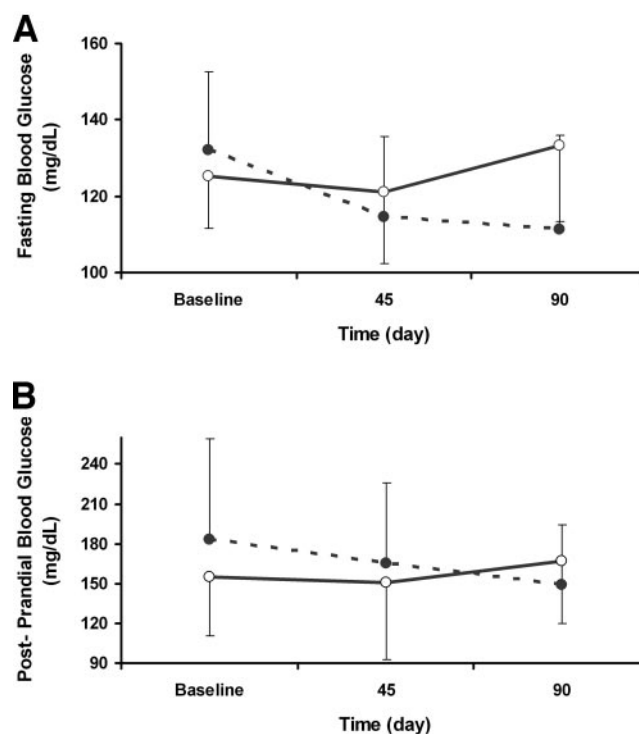 A
Fasting Blood Glucose
(mg/dL)
160
140
120
100
Baseline 45 90
Time (day)
B
Post- Prandial Blood Glucose
(mg/dL)
240
210
180
150
120
90
Baseline 45 90
Time (day)